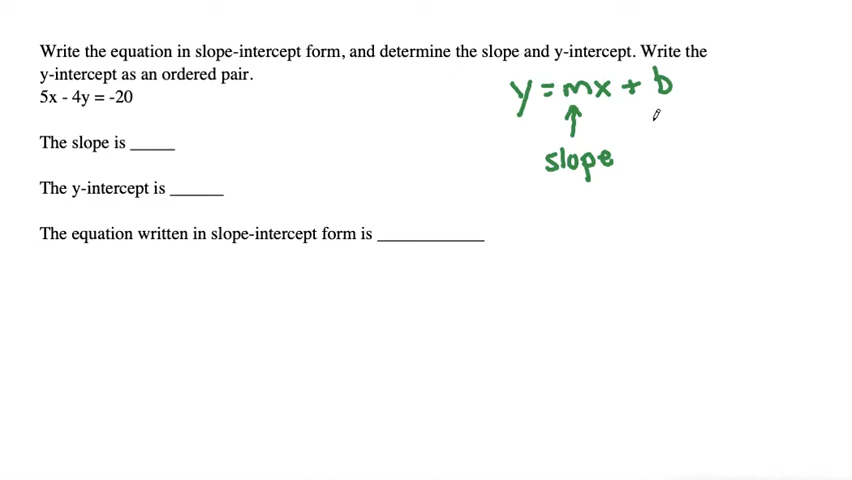 Write the equation in slope-intercept form, and determine the slope and y-intercept. Write the
y-intercept as an ordered pair.
5x - 4y = -20
y = mx + b
The slope is _____
slope
The y-intercept is ______
The equation written in slope-intercept form is ____________